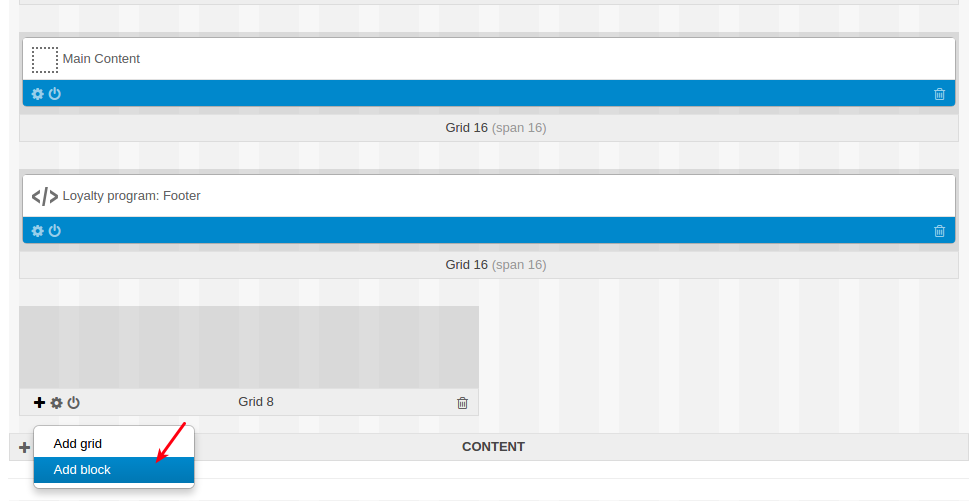 Main Content
Grid 16 (span 16)
</> Loyalty program: Footer
Grid 16 (span 16)
Grid 8
CONTENT
Add grid
Add block